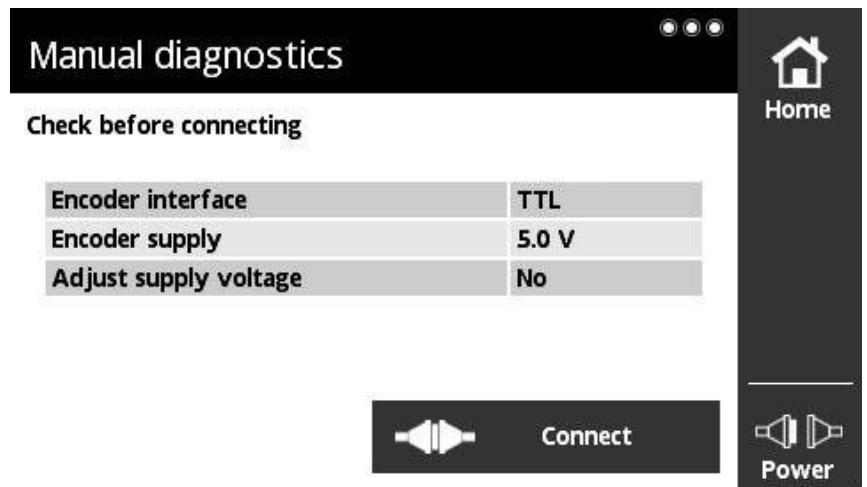 Manual diagnostics
Home
Check before connecting
Encoder interface TTL
Encoder supply 5.0 V
Adjust supply voltage No
Connect
Power